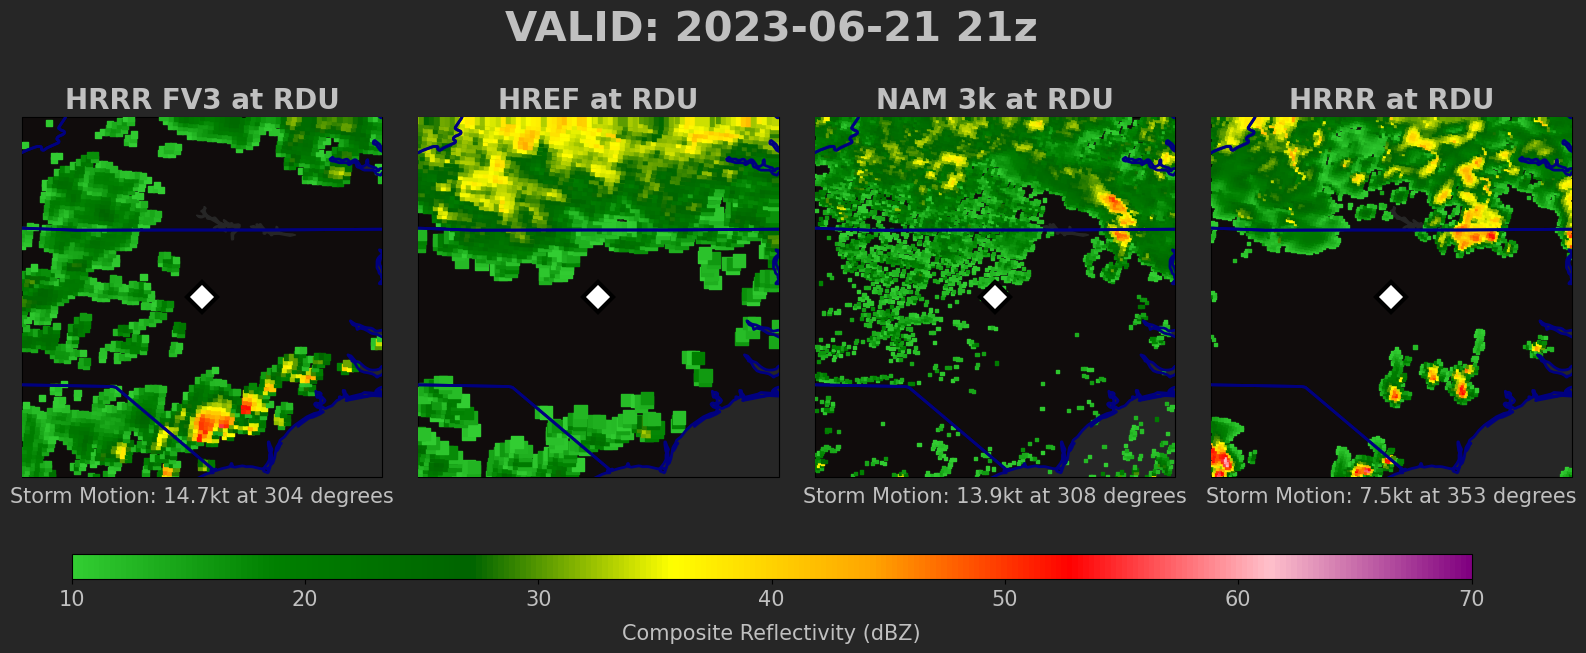 VALID: 2023-06-21 21z
HRRR FV3 at RDU
HREF at RDU
NAM 3k at RDU
HRRR at RDU
Storm Motion: 14.7kt at 304 degrees
Storm Motion: 13.9kt at 308 degrees
Storm Motion: 7.5kt at 353 degrees
10 20 30 40 50 60 70
Composite Reflectivity (dBZ)